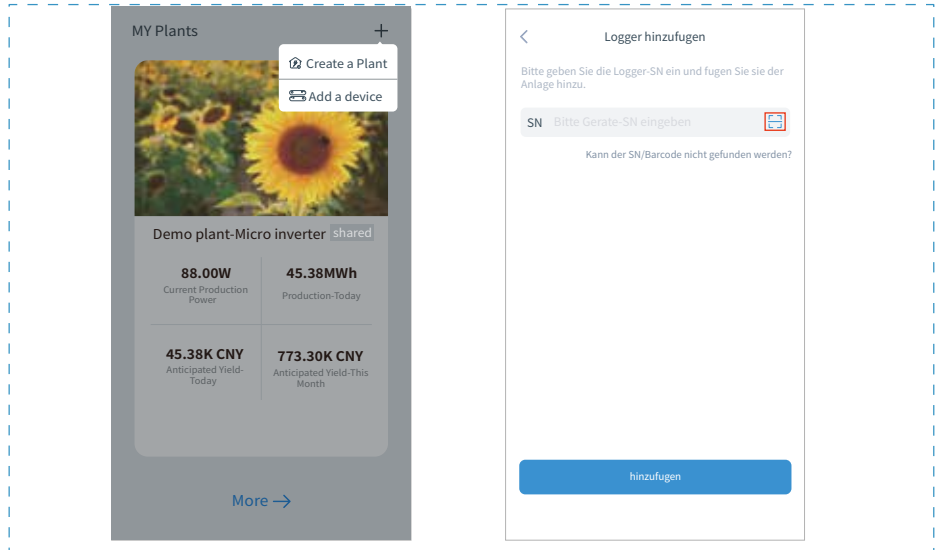 MY Plants
Create a Plant
Add a device
Demo plant-Micro inverter shared
88.00W
Current Production
Power
45.38MWh
Production-Today
45.38K CNY
Anticipated Yield-
Today
773.30K CNY
Anticipated Yield-This
Month
More
Logger hinzufugen
Bitte geben Sie die Logger-SN ein und fugen Sie sie der
Anlage hinzu.
SN Bitte Gerate-SN eingeben
Kann der SN/Barcode nicht gefunden werden?
hinzufugen